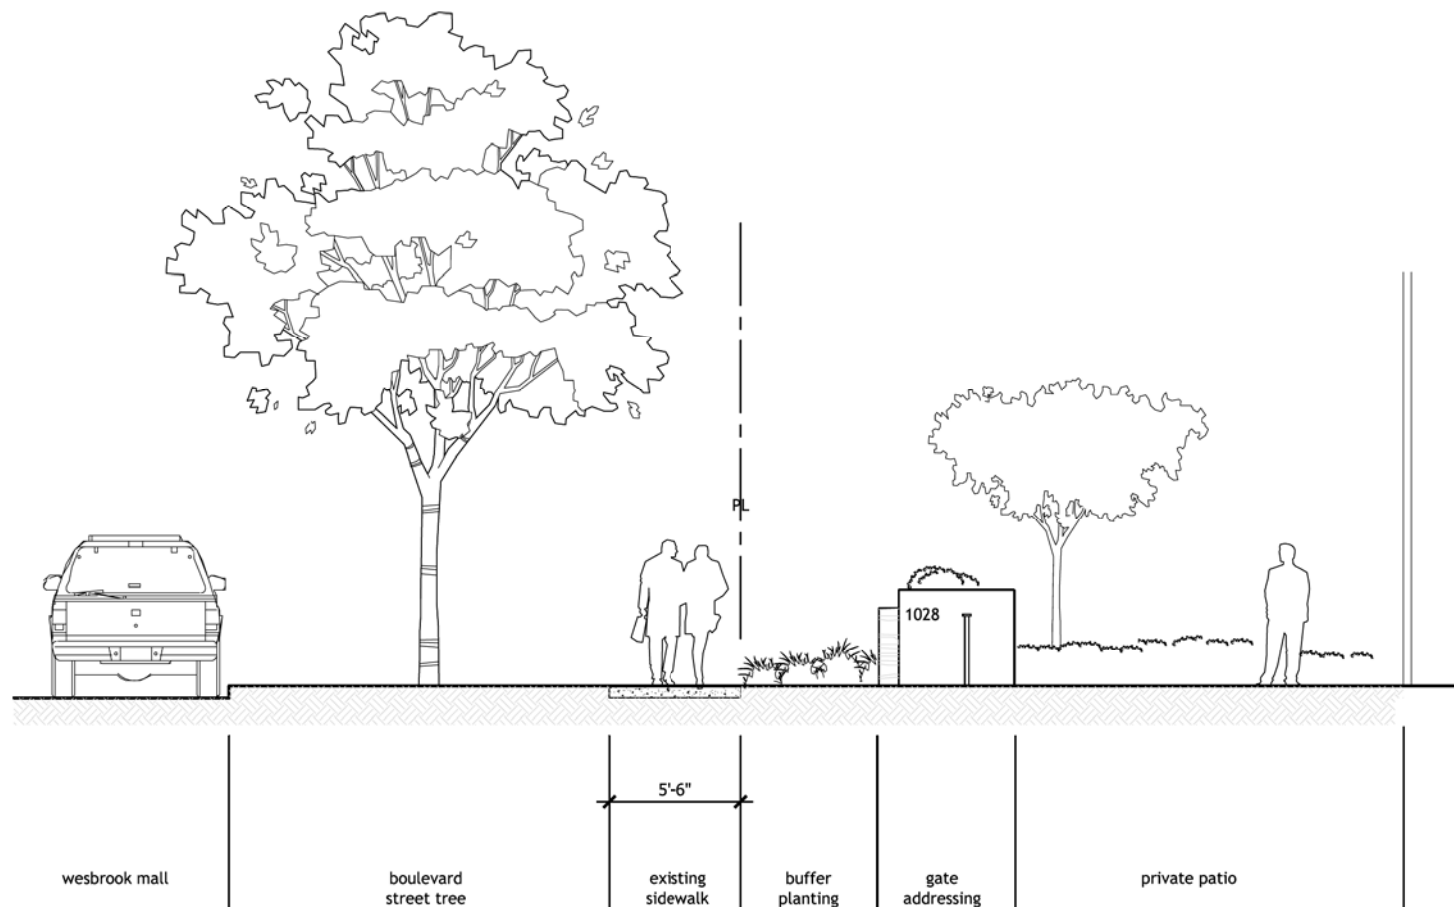 PL
1028
5'-6"
wesbrook mall
boulevard
street tree
existing
sidewalk
buffer
planting
gate
addressing
private patio